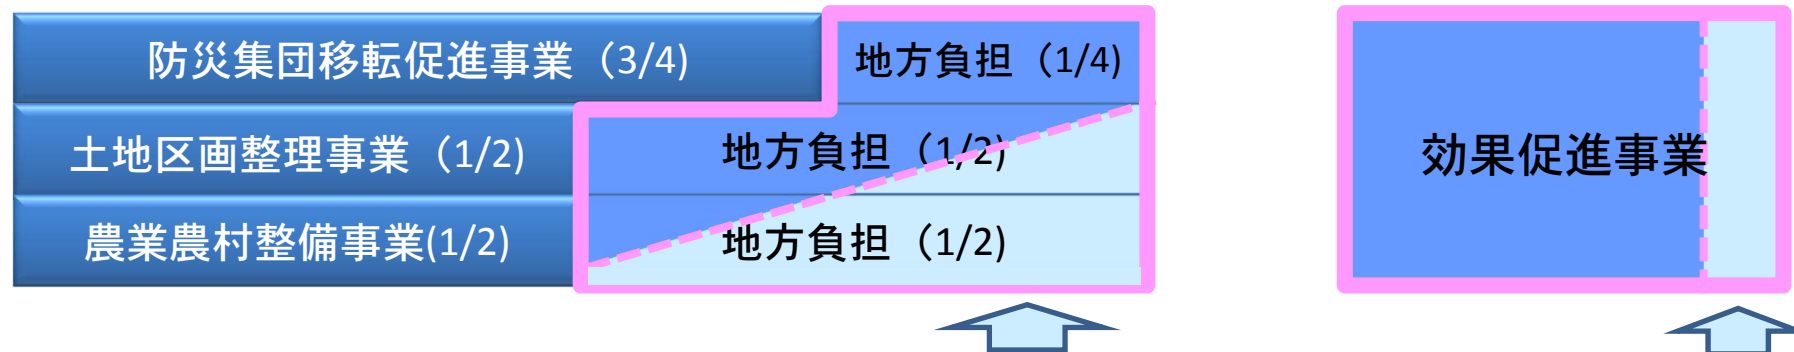 防災集団移転促進事業（3/4)
地方負担（1/4)
土地区画整理事業（1/2)
地方負担（1/2)
農業農村整備事業(1/2)
地方負担（1/2)
効果促進事業